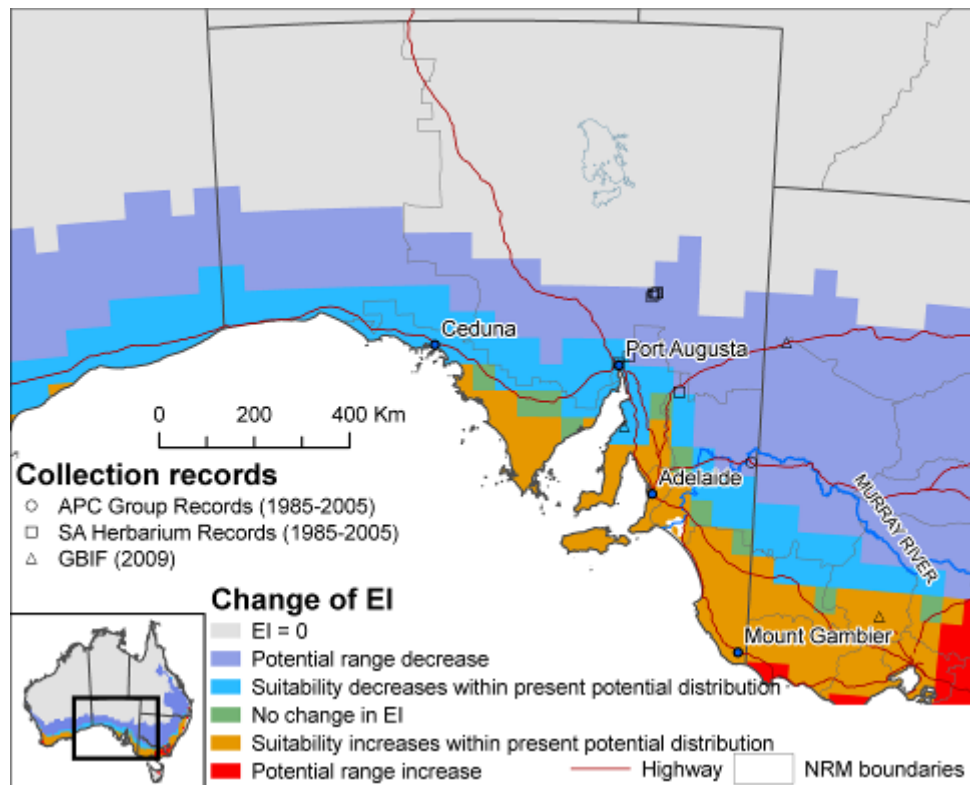 Ceduna
Port Augusta
0 200 400 Km
Collection records
APC Group Records (1985-2005)
SA Herbarium Records (1985-2005)
GBIF (2009)
Adelaide
MURRAY RIVER
Mount Gambier
Change of EI
EI = 0
Potential range decrease
Suitability decreases within present potential distribution
No change in EI
Suitability increases within present potential distribution
Potential range increase
Highway
NRM boundaries